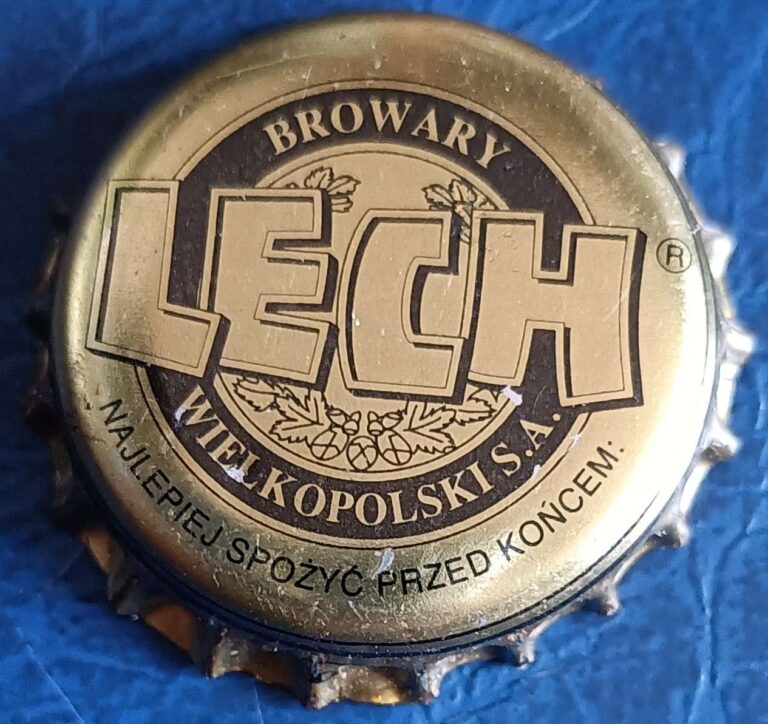 BROWARY
LECH ®
WIELKOPOLSKI S.A.
NAJLEPIEJ SPOŻYĆ PRZED KOŃCEM: